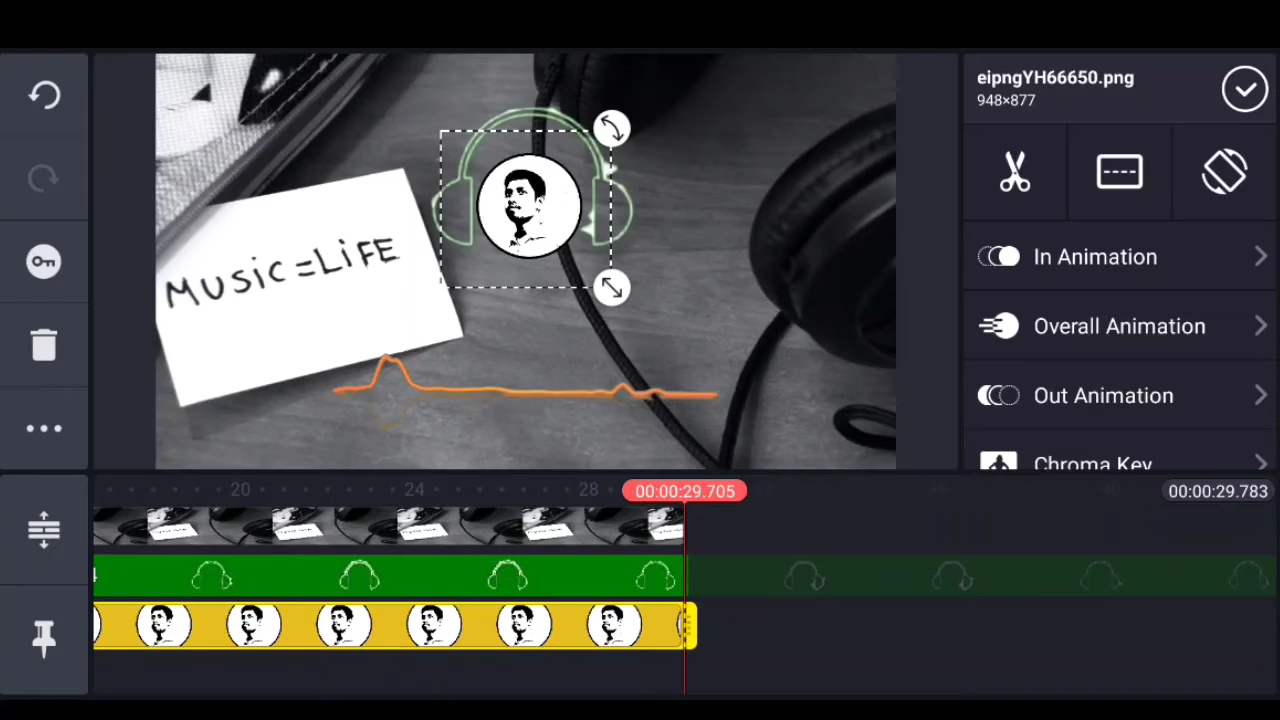 eipngYH66650.png
948×877
MUSIC=LIFE
In Animation
Overall Animation
Out Animation
Chroma Key
20
24
28
00:00:29.705
00:00:29.783